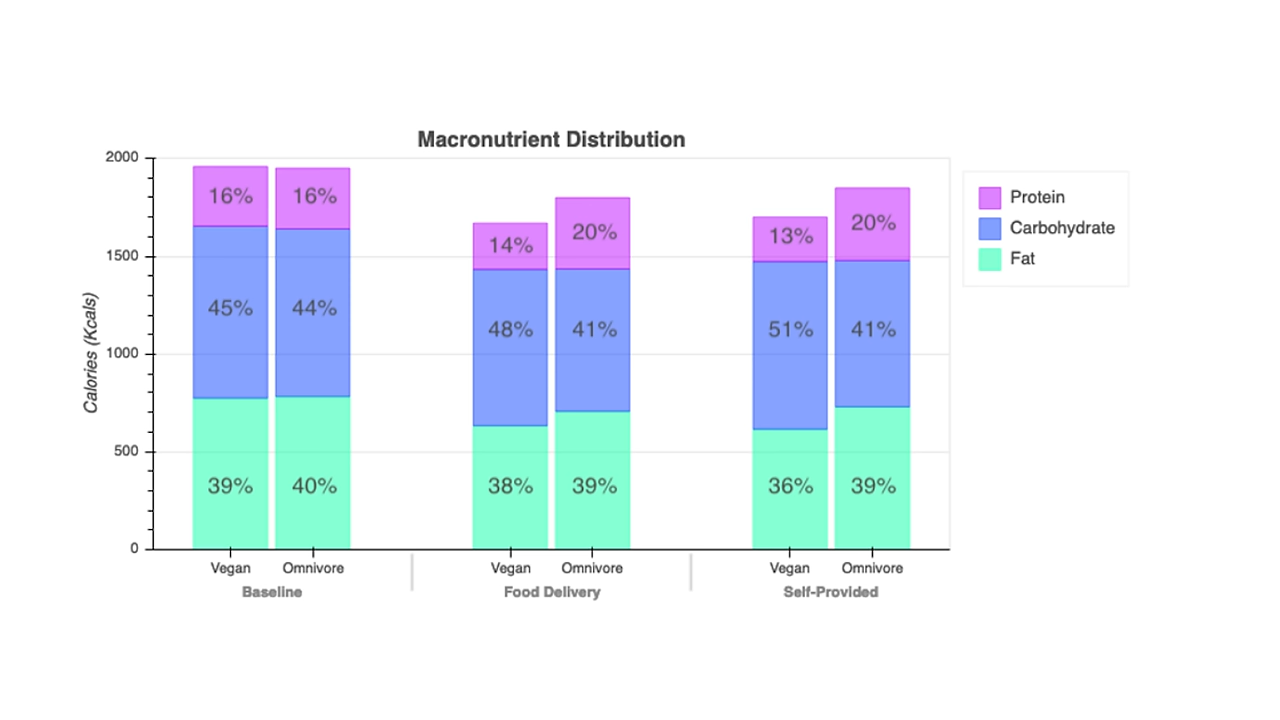 Macronutrient Distribution
2000
1500
1000
500
0
Calories (Kcals)
16% 16%
45% 44%
39% 40%
14% 20%
48% 41%
38% 39%
13% 20%
51% 41%
36% 39%
Vegan Omnivore Vegan Omnivore Vegan Omnivore
Baseline Food Delivery Self-Provided
Protein
Carbohydrate
Fat